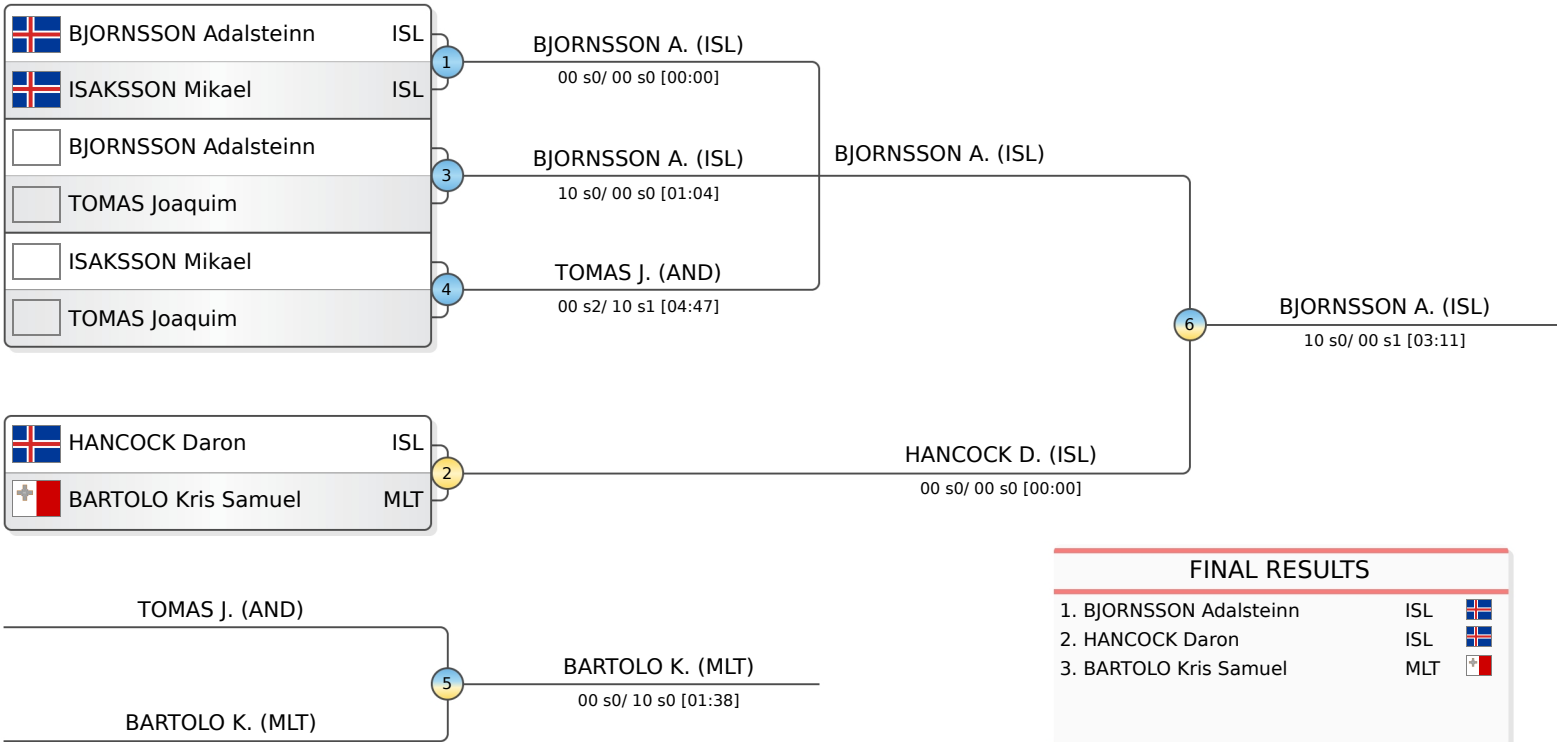 BJORNSSON Adalsteinn ISL
ISAKSSON Mikael ISL
1
BJORNSSON A. (ISL)
00 s0/ 00 s0 [00:00]
BJORNSSON Adalsteinn
TOMAS Joaquim
3
BJORNSSON A. (ISL)
10 s0/ 00 s0 [01:04]
BJORNSSON A. (ISL)
ISAKSSON Mikael
TOMAS Joaquim
4
TOMAS J. (AND)
00 s2/ 10 s1 [04:47]
6
BJORNSSON A. (ISL)
10 s0/ 00 s1 [03:11]
HANCOCK Daron ISL
BARTOLO Kris Samuel MLT
2
HANCOCK D. (ISL)
00 s0/ 00 s0 [00:00]
TOMAS J. (AND)
BARTOLO K. (MLT)
5
BARTOLO K. (MLT)
00 s0/ 10 s0 [01:38]
FINAL RESULTS
1. BJORNSSON Adalsteinn ISL
2. HANCOCK Daron ISL
3. BARTOLO Kris Samuel MLT